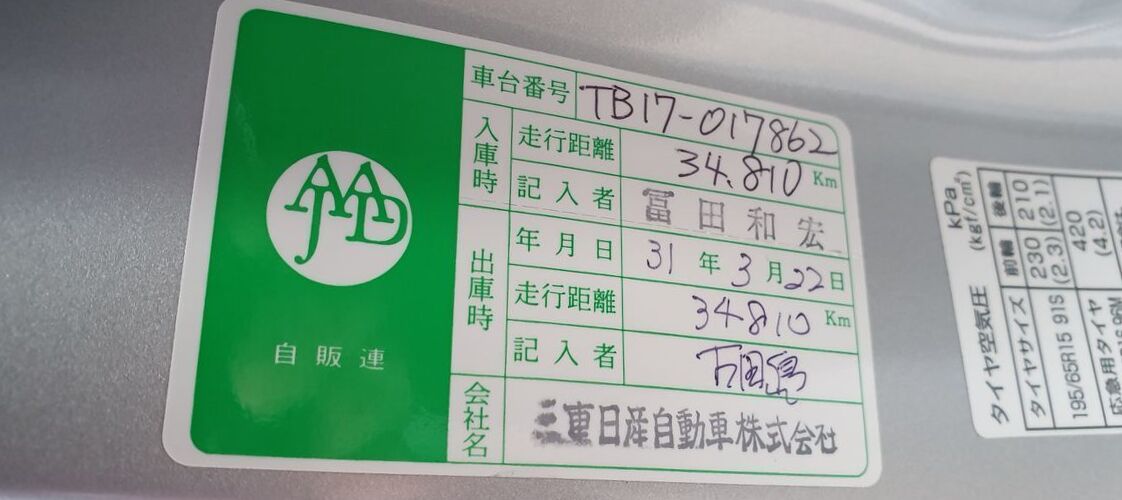 車台番号 TB17-017862
入庫時 走行距離 34.810 Km
記入者 冨田和宏
出庫時 年月日 31年3月22日
走行距離 34810 Km
記入者
会社名 三重日産自動車株式会社
JADA
自販連
タイヤ空気圧 kPa (kgf/cm²)
タイヤサイズ 前輪 後輪
195/65R15 91S 230 (2.3) 210 (2.1)
応急用タイヤ 420 (4.2)